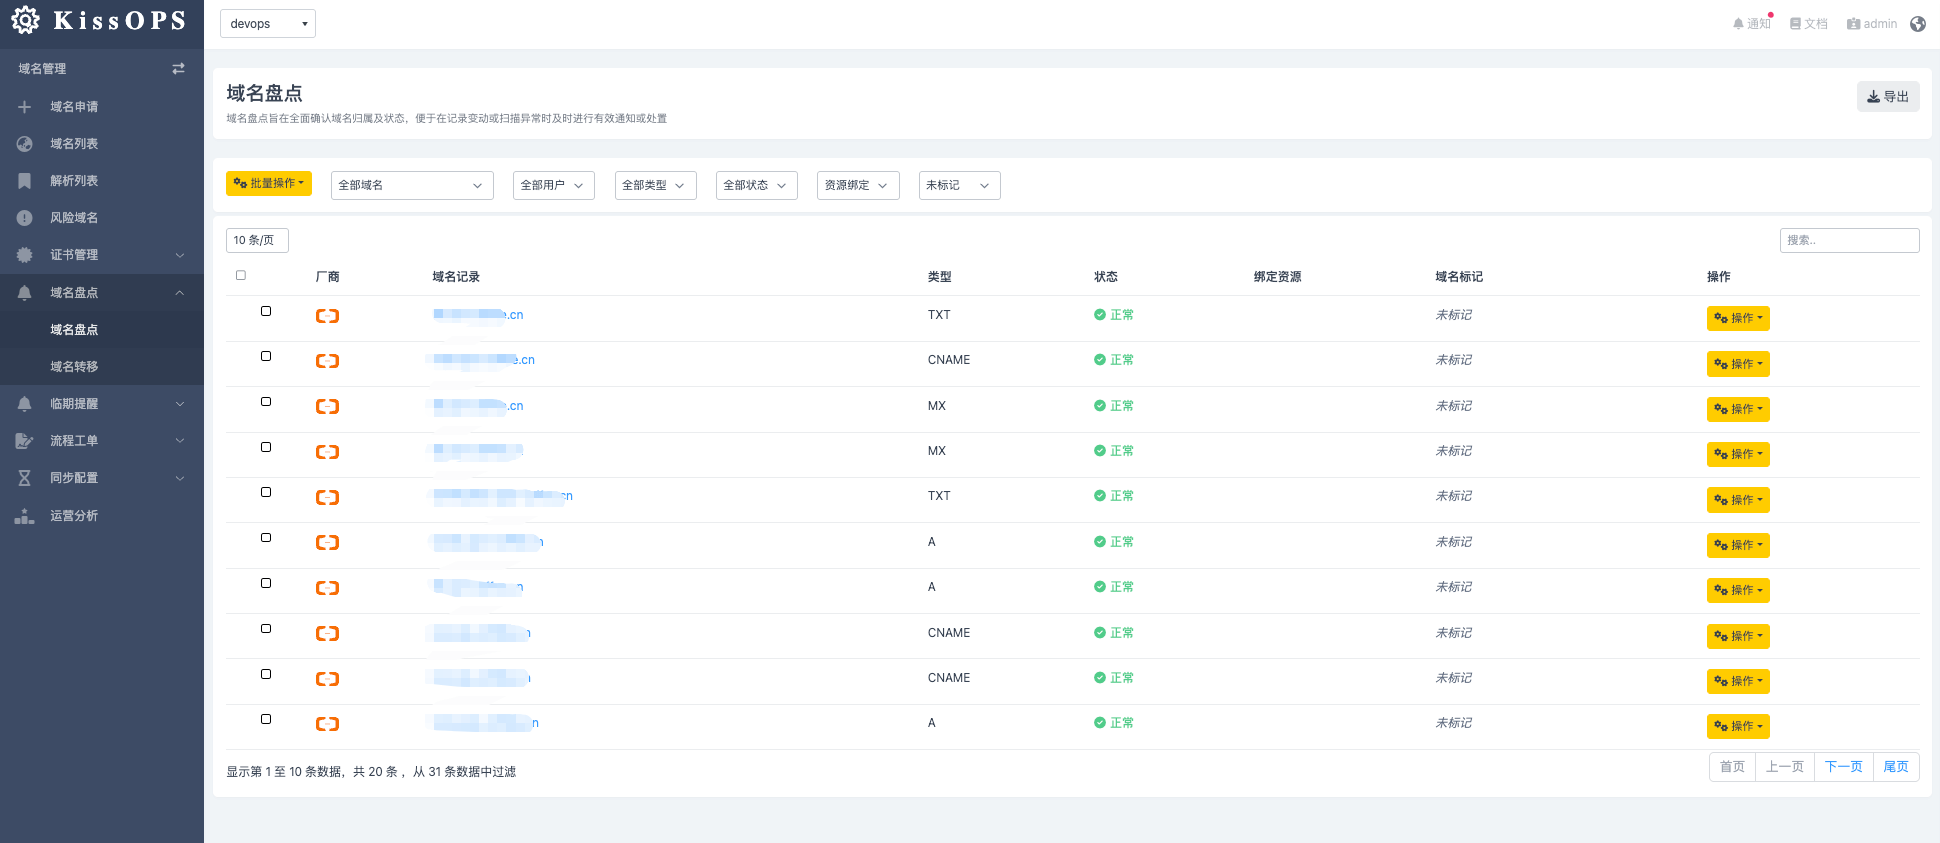 KissOPS
devops
通知
文档
admin
域名管理
域名申请
域名列表
解析列表
风险域名
证书管理
域名盘点
域名盘点
域名转移
临期提醒
流程工单
同步配置
运营分析
域名盘点
域名盘点旨在全面确认域名归属及状态，便于在记录变动或扫描异常时及时进行有效通知或处置
导出
批量操作
全部域名
全部用户
全部类型
全部状态
资源绑定
未标记
10 条/页
搜索..
厂商 域名记录 类型 状态 绑定资源 域名标记 操作
.cn TXT 正常 未标记 操作
.cn CNAME 正常 未标记 操作
.cn MX 正常 未标记 操作
MX 正常 未标记 操作
cn TXT 正常 未标记 操作
A 正常 未标记 操作
A 正常 未标记 操作
CNAME 正常 未标记 操作
CNAME 正常 未标记 操作
A 正常 未标记 操作
显示第 1 至 10 条数据，共 20 条 ，从 31 条数据中过滤
首页 上一页 下一页 尾页